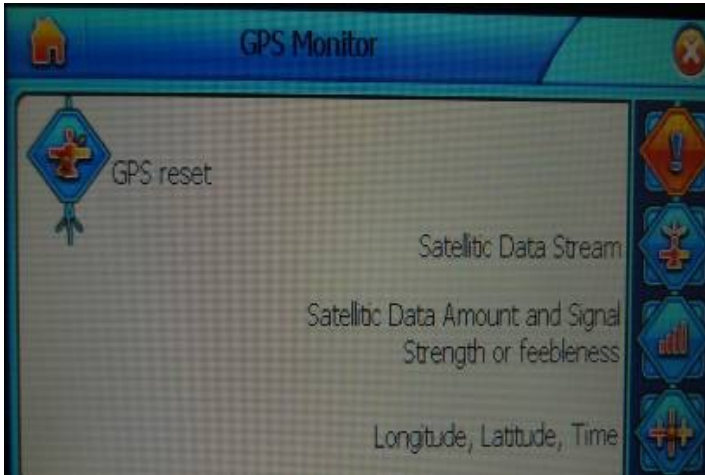 GPS Monitor
GPS reset
Satellitic Data Stream
Satellitic Data Amount and Signal
Strength or feebleness
Longitude, Latitude, Time